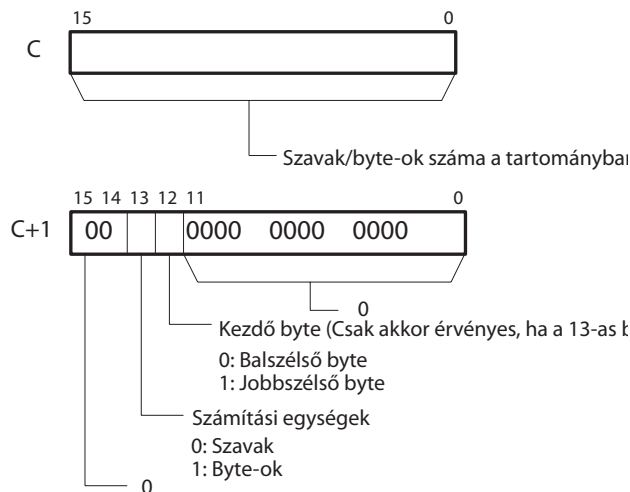 15 0
C
Szavak/byte-ok száma a tartományban
15 14 13 12 11 0
C+1 00 0000 0000 0000
0
Kezdő byte (Csak akkor érvényes, ha a 13-as b
0: Balszélső byte
1: Jobbszélső byte
Számítási egységek
0: Szavak
1: Byte-ok
0